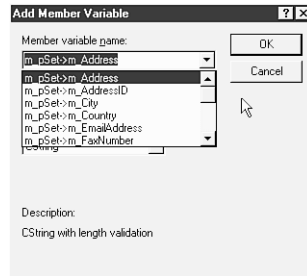 Add Member Variable
Member variable name:
OK
m_pSet->m_Address
Cancel
m_pSet->m_Address
m_pSet->m_AddressID
m_pSet->m_City
m_pSet->m_Country
m_pSet->m_EmailAddress
m_pSet->m_FaxNumber
CString
Description:
CString with length validation